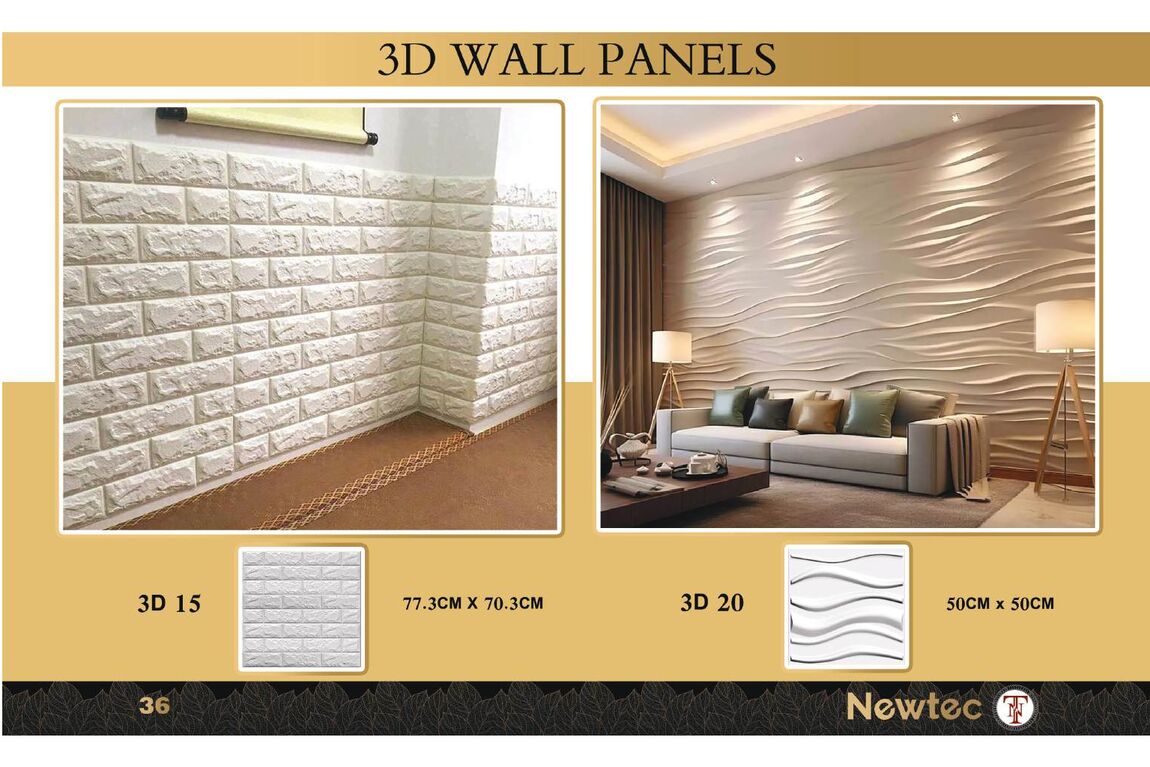 3D WALL PANELS
3D 15
77.3CM X 70.3CM
3D 20
50CM x 50CM
36
Newtec